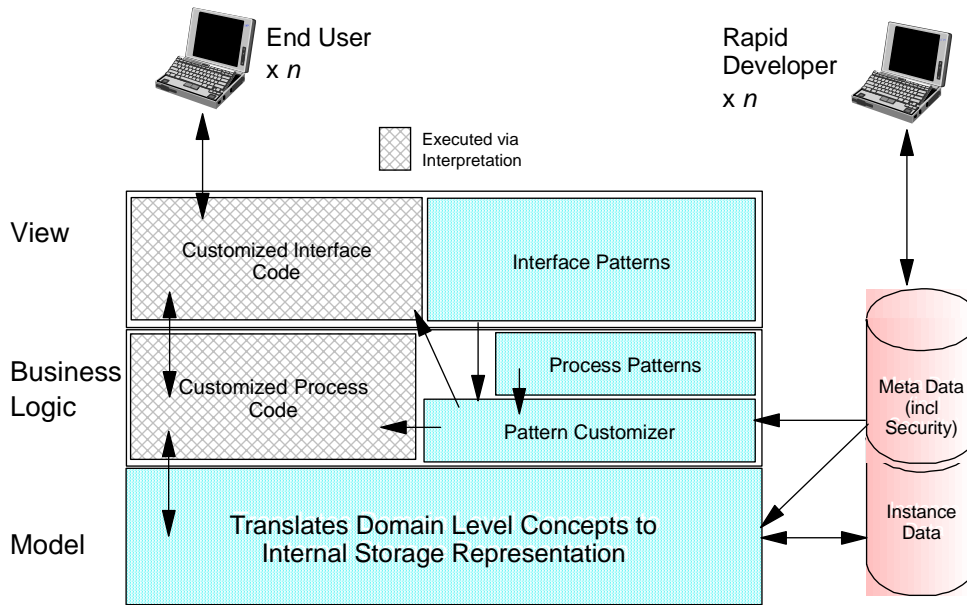 End User
x n
Rapid
Developer
x n
Executed via
Interpretation
View
Customized Interface
Code
Interface Patterns
Business
Logic
Customized Process
Code
Process Patterns
Pattern Customizer
Meta Data
(incl
Security)
Model
Translates Domain Level Concepts to
Internal Storage Representation
Instance
Data